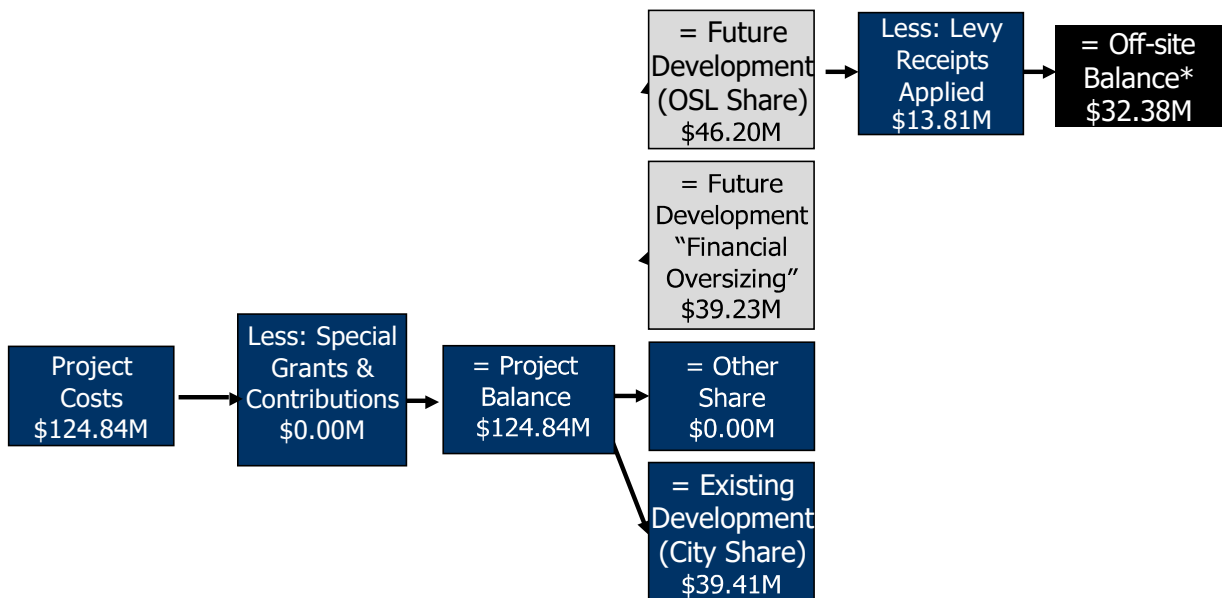 Project
Costs
$124.84M
Less: Special
Grants &
Contributions
$0.00M
= Project
Balance
$124.84M
= Future
Development
(OSL Share)
$46.20M
Less: Levy
Receipts
Applied
$13.81M
= Off-site
Balance*
$32.38M
= Future
Development
“Financial
Oversizing”
$39.23M
= Other
Share
$0.00M
= Existing
Development
(City Share)
$39.41M